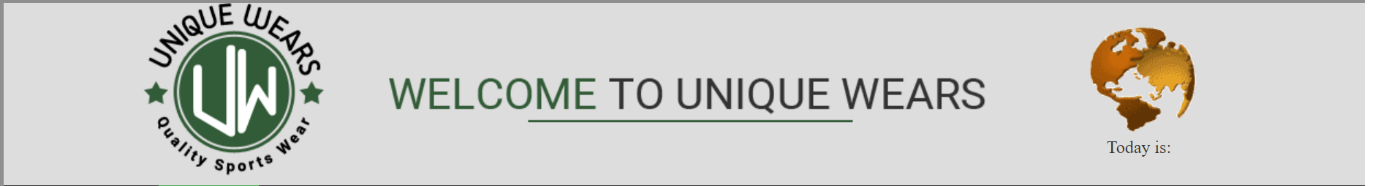 UNIQUE WEARS
UW
Quality Sports Wear
WELCOME TO UNIQUE WEARS
Today is: